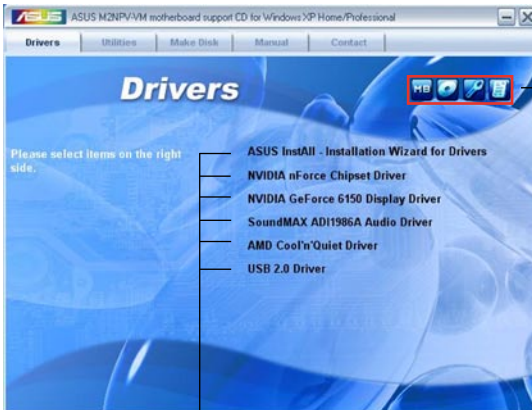 ASUS ASUS M2NPV-VM motherboard support CD for Windows XP Home/Professional
Drivers Utilities Make Disk Manual Contact
Drivers
MB
Please select items on the right
side.
ASUS InstAll - Installation Wizard for Drivers
NVIDIA nForce Chipset Driver
NVIDIA GeForce 6150 Display Driver
SoundMAX ADI1986A Audio Driver
AMD Cool'n'Quiet Driver
USB 2.0 Driver